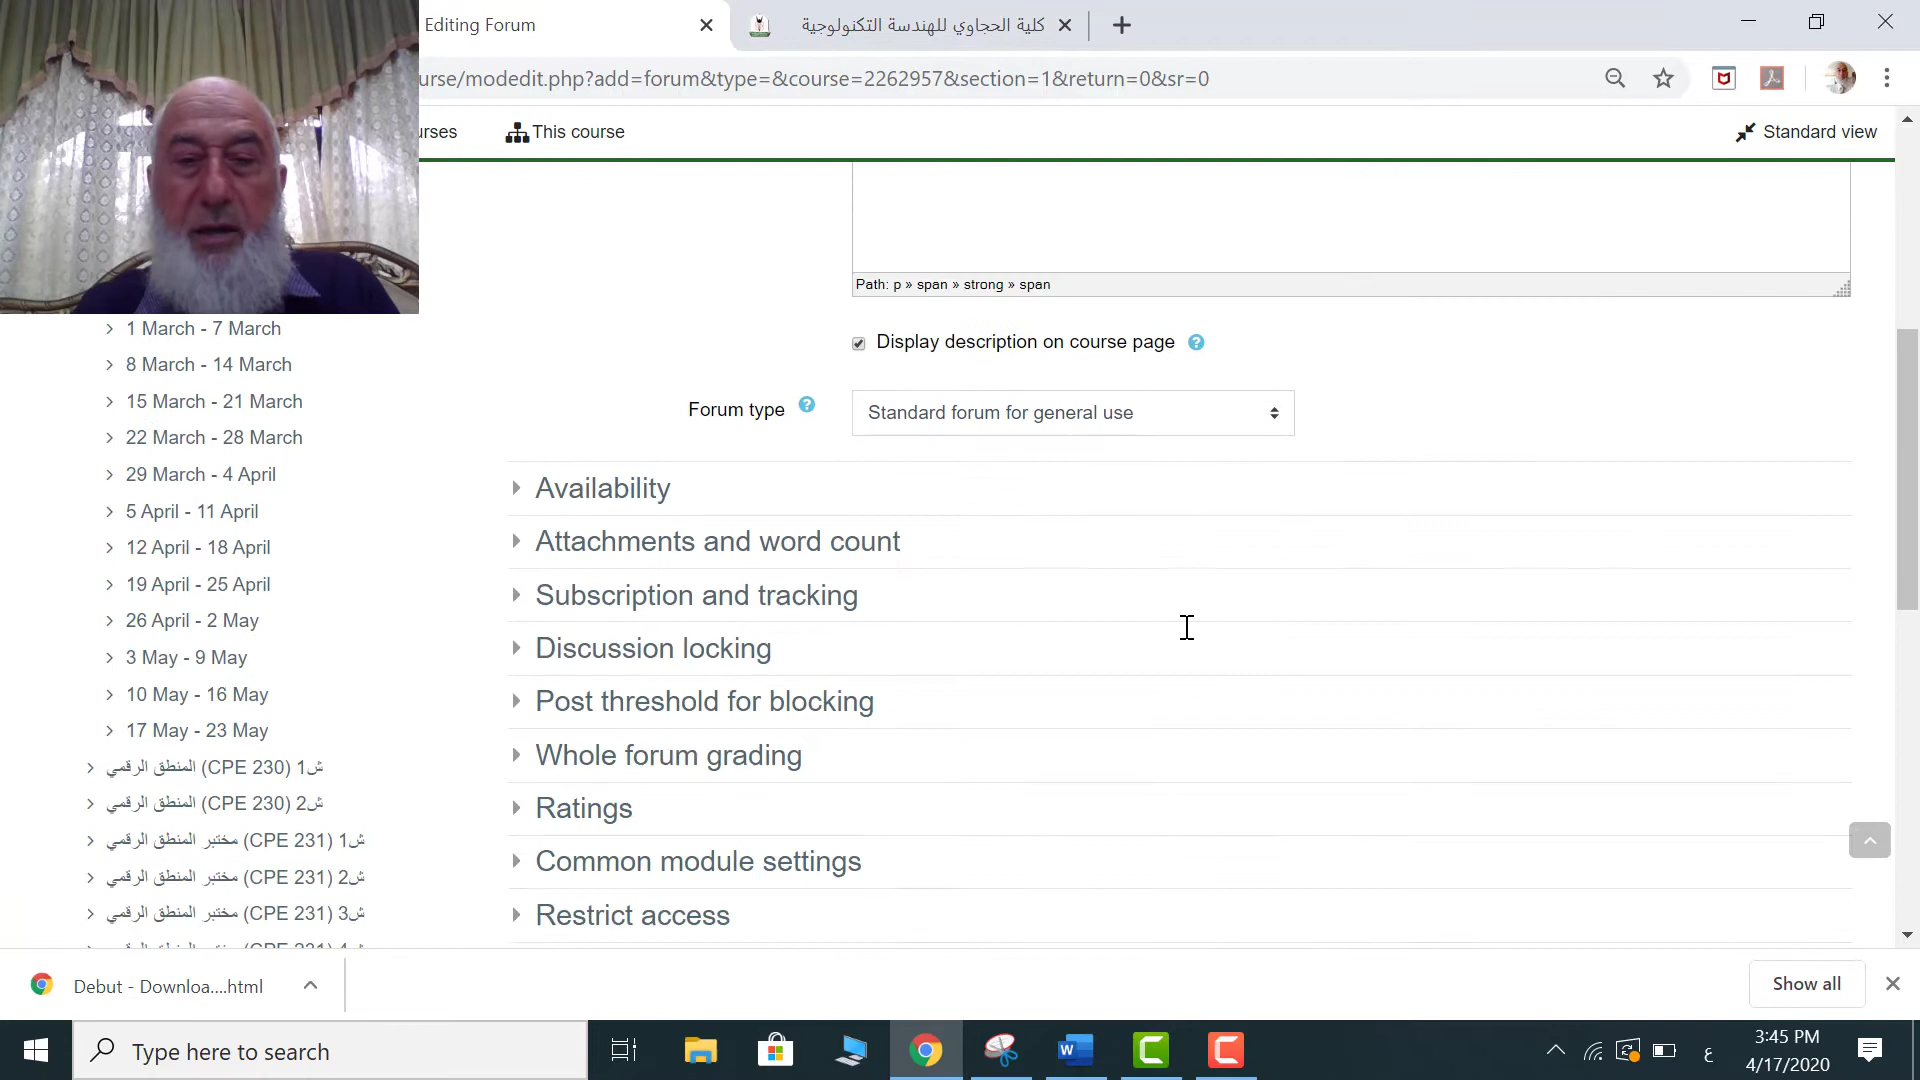 Editing Forum
كلية الحجاوي للهندسة التكنولوجية
urse/modedit.php?add=forum&type=&course=2262957&section=1&return=0&sr=0
urses
This course
Standard view
Path: p » span » strong » span
Display description on course page
Forum type
Standard forum for general use
Availability
Attachments and word count
Subscription and tracking
Discussion locking
Post threshold for blocking
Whole forum grading
Ratings
Common module settings
Restrict access
1 March - 7 March
8 March - 14 March
15 March - 21 March
22 March - 28 March
29 March - 4 April
5 April - 11 April
12 April - 18 April
19 April - 25 April
26 April - 2 May
3 May - 9 May
10 May - 16 May
17 May - 23 May
المنطق الرقمي (CPE 230) ش1
المنطق الرقمي (CPE 230) ش2
مختبر المنطق الرقمي (CPE 231) ش1
مختبر المنطق الرقمي (CPE 231) ش2
مختبر المنطق الرقمي (CPE 231) ش3
Debut - Downloa....html
Show all
Type here to search
ع
3:45 PM
4/17/2020